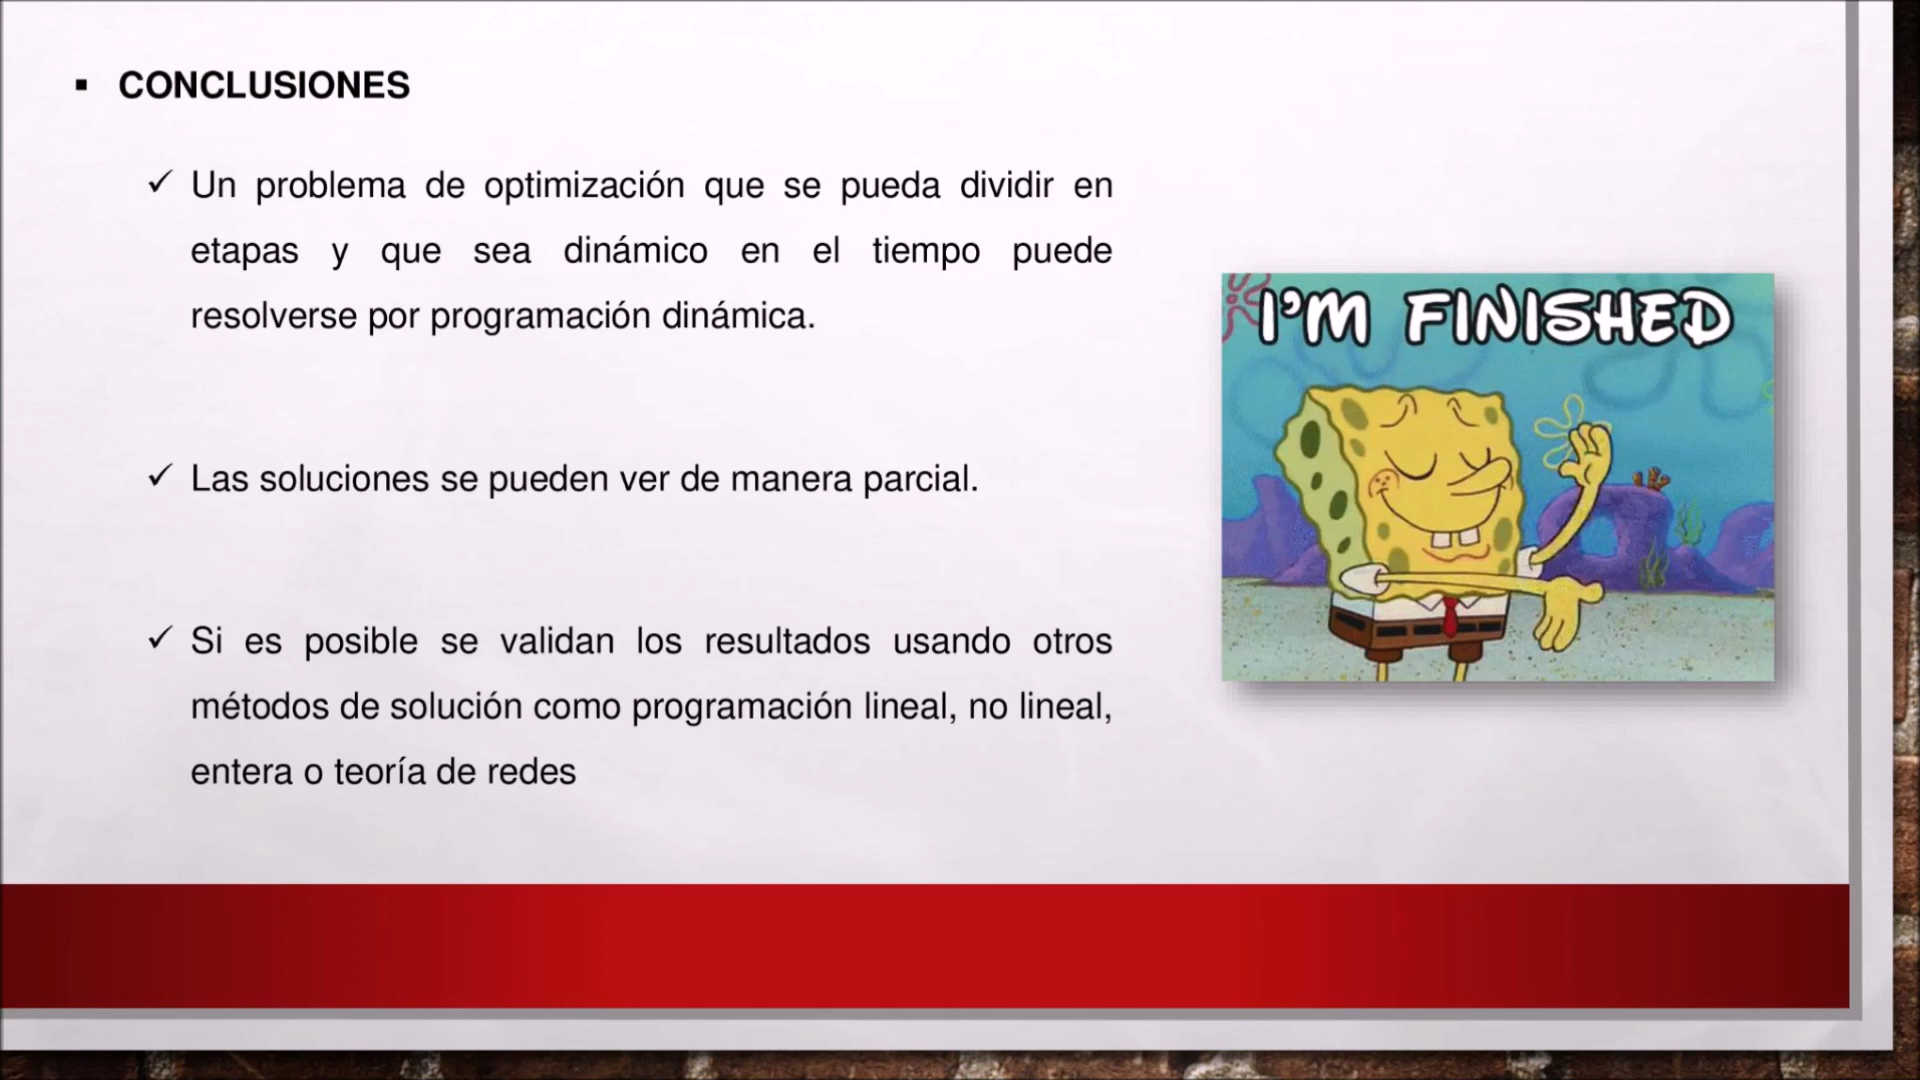 CONCLUSIONES
Un problema de optimización que se pueda dividir en
etapas y que sea dinámico en el tiempo puede
resolverse por programación dinámica.
Las soluciones se pueden ver de manera parcial.
Si es posible se validan los resultados usando otros
métodos de solución como programación lineal, no lineal,
entera o teoría de redes
I'M FINISHED